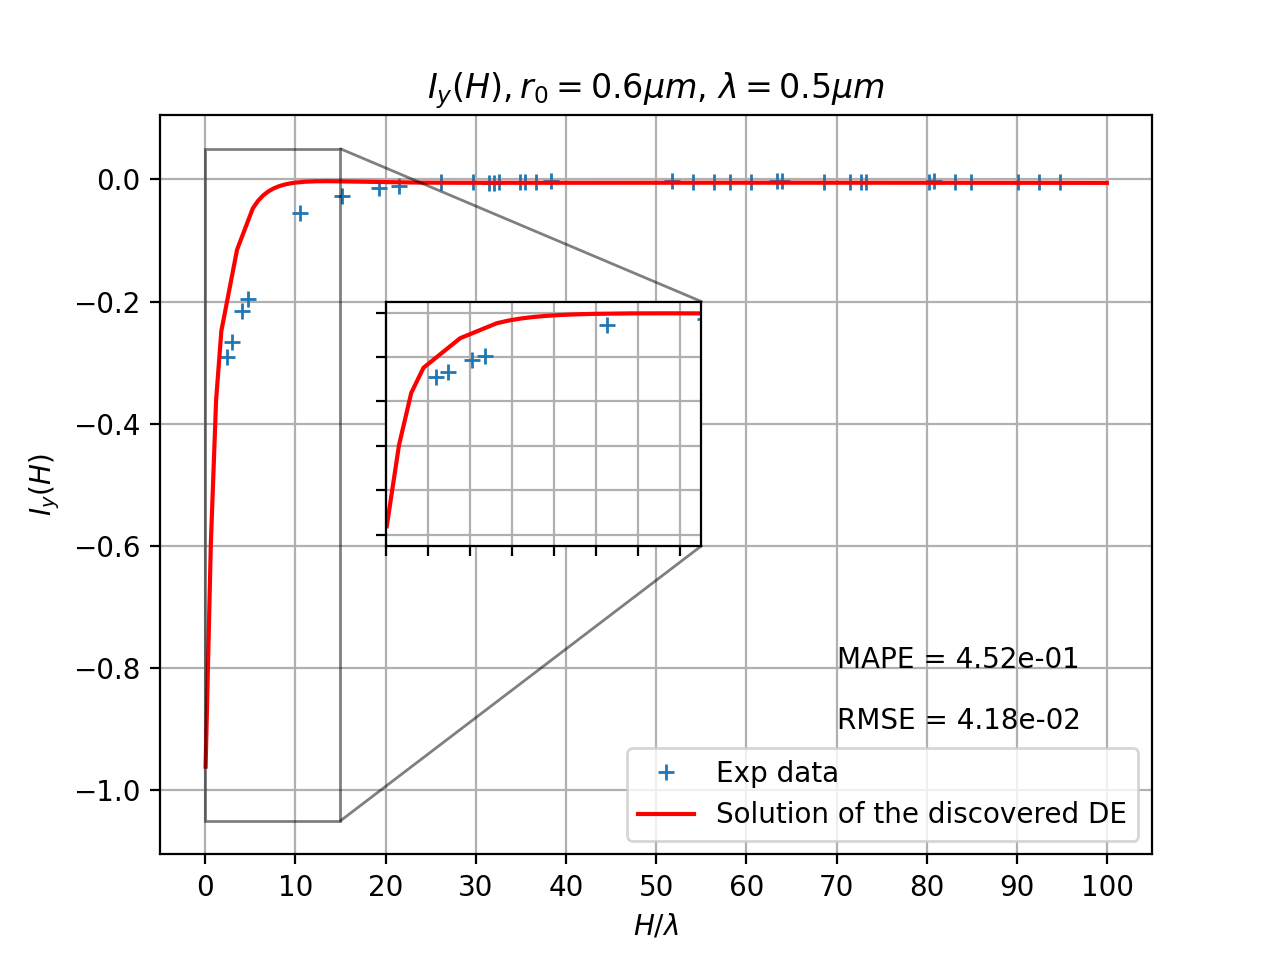 I_y(H), r_0 = 0.6μm, λ = 0.5μm
0.0
−0.2
−0.4
−0.6
−0.8
−1.0
I_y(H)
MAPE = 4.52e-01
RMSE = 4.18e-02
Exp data
Solution of the discovered DE
0 10 20 30 40 50 60 70 80 90 100
H/λ